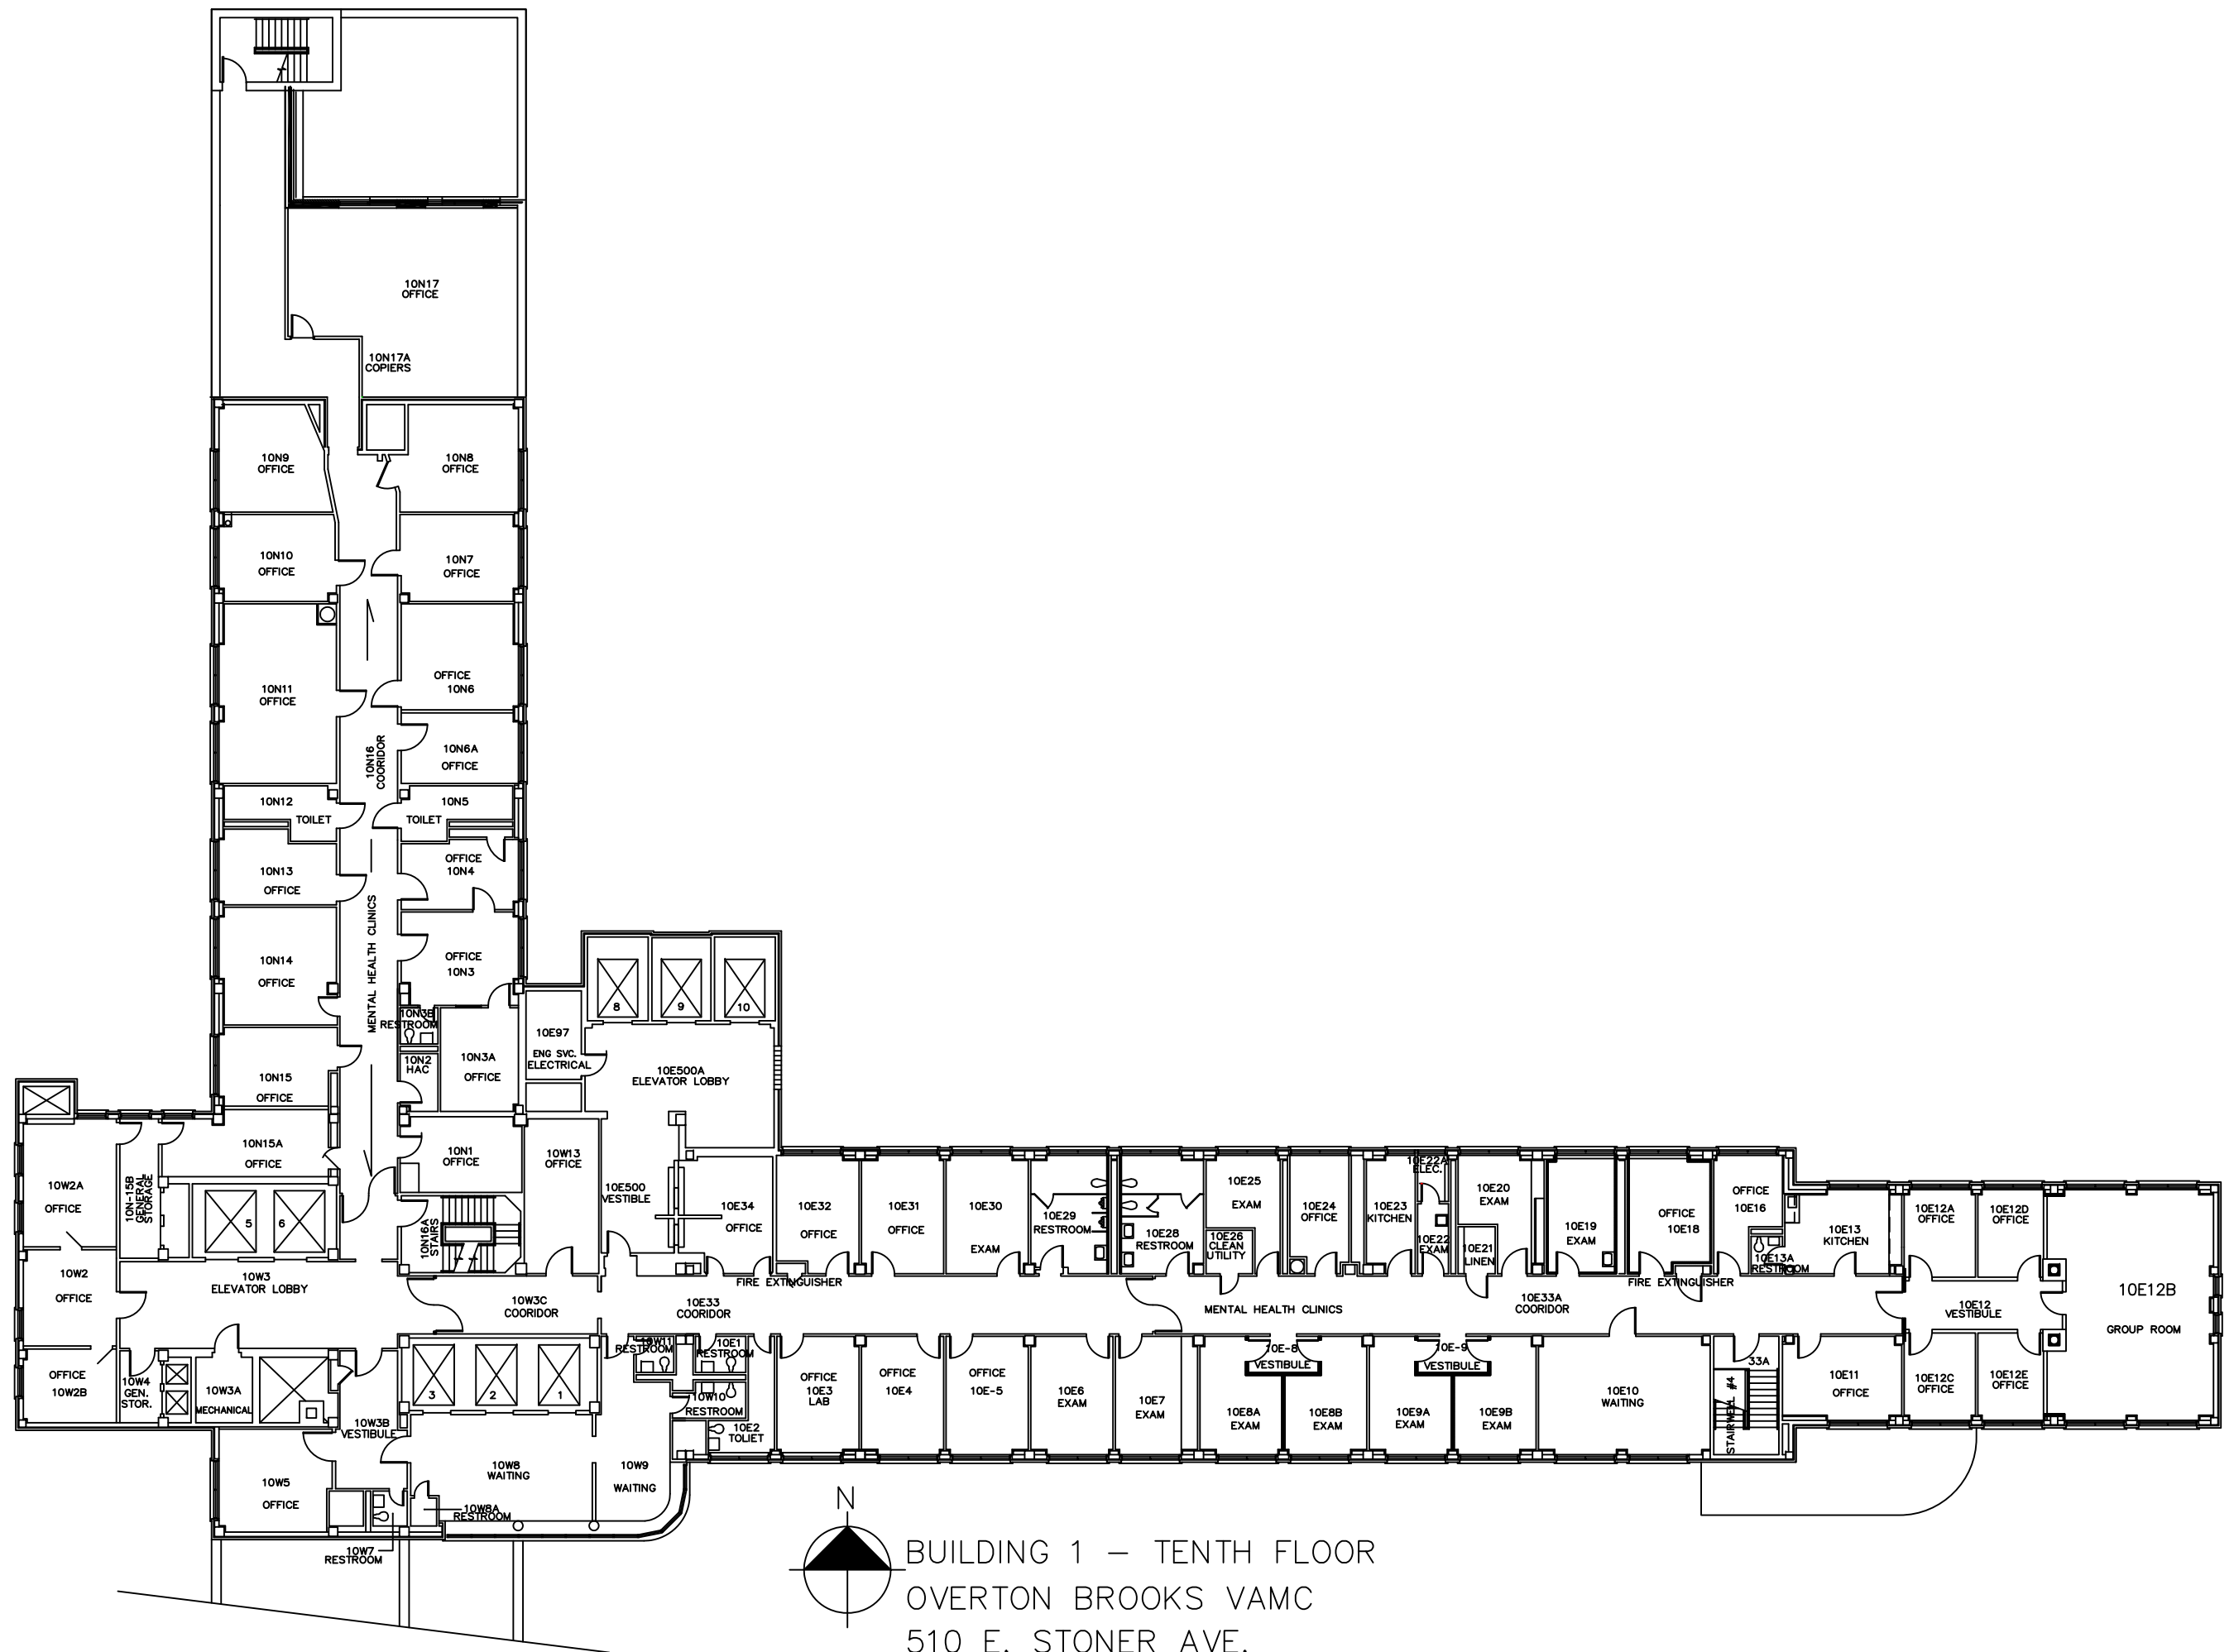 10N17
OFFICE
10N17A
COPIERS
10N9
OFFICE
10N8
OFFICE
10N10
OFFICE
10N7
OFFICE
10N11
OFFICE
OFFICE
10N6
10N16
COORIDOR
10N6A
OFFICE
10N12
TOILET
10N5
TOILET
10N13
OFFICE
OFFICE
10N4
MENTAL HEALTH CLINICS
10N14
OFFICE
OFFICE
10N3
10N3B
RESTROOM
10N2
HAC
10N3A
OFFICE
10N15
OFFICE
10E97
ENG SVC.
ELECTRICAL
8
9
10
10E500A
ELEVATOR LOBBY
10N15A
OFFICE
10N1
OFFICE
10W13
OFFICE
10E500
VESTIBLE
10W2A
OFFICE
10N-15B
GENERAL
STORAGE
5
6
10N16A
STAIRS
10E34
OFFICE
10E32
OFFICE
10E31
OFFICE
10E30
EXAM
10E29
RESTROOM
10E28
RESTROOM
10E25
EXAM
10E26
CLEAN
UTILITY
10E24
OFFICE
10E23
KITCHEN
10E22A
ELEC.
10E22
EXAM
10E20
EXAM
10E21
LINEN
10E19
EXAM
OFFICE
10E18
OFFICE
10E16
10E13A
RESTROOM
10E13
KITCHEN
10E12A
OFFICE
10E12D
OFFICE
10W2
OFFICE
10W3
ELEVATOR LOBBY
10W3C
COORIDOR
10E33
COORIDOR
FIRE EXTINGUISHER
MENTAL HEALTH CLINICS
10E33A
COORIDOR
FIRE EXTINGUISHER
10E12
VESTIBULE
10E12B
GROUP ROOM
OFFICE
10W2B
10W4
GEN.
STOR.
10W3A
MECHANICAL
10W3B
VESTIBULE
3
2
1
10W11
RESTROOM
10E1
RESTROOM
10W10
RESTROOM
10E2
TOLIET
OFFICE
10E3
LAB
OFFICE
10E4
OFFICE
10E-5
10E6
EXAM
10E7
EXAM
10E-8
VESTIBULE
10E8A
EXAM
10E8B
EXAM
10E-9
VESTIBULE
10E9A
EXAM
10E9B
EXAM
10E10
WAITING
33A
STAIRWELL #4
10E11
OFFICE
10E12C
OFFICE
10E12E
OFFICE
10W5
OFFICE
10W8
WAITING
10W9
WAITING
10W8A
RESTROOM
10W7
RESTROOM
N
BUILDING 1 – TENTH FLOOR
OVERTON BROOKS VAMC
510 E. STONER AVE.